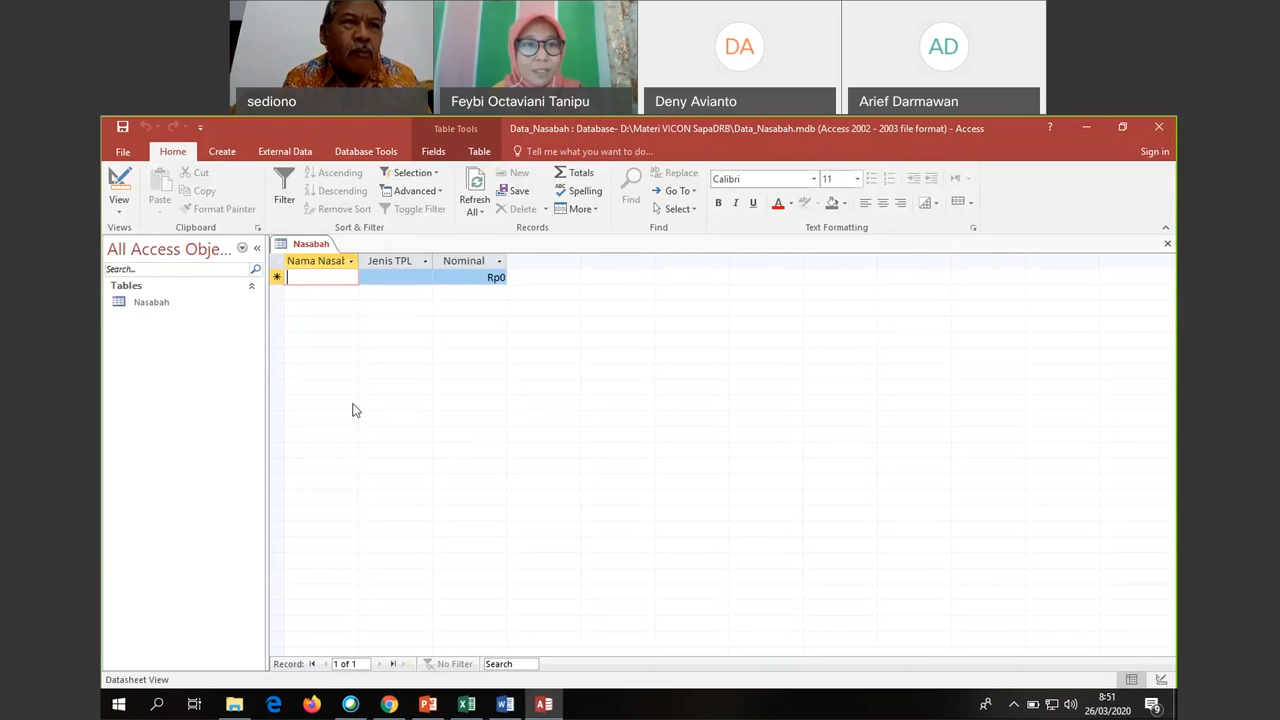 DA
AD
sediono
Feybi Octaviani Tanipu
Deny Avianto
Arief Darmawan
Table Tools
Data_Nasabah : Database- D:\Materi VICON SapaDRB\Data_Nasabah.mdb (Access 2002 - 2003 file format) - Access
?
File
Home
Create
External Data
Database Tools
Fields
Table
Tell me what you want to do...
Sign in
View
Views
Paste
Cut
Copy
Format Painter
Clipboard
Filter
Ascending
Descending
Remove Sort
Selection
Advanced
Toggle Filter
Sort & Filter
Refresh
All
New
Save
Delete
Totals
Spelling
More
Records
Find
Replace
Go To
Select
Find
Calibri
11
B I U A
Text Formatting
All Access Obje...
Search...
Tables
Nasabah
Nasabah
Nama Nasab
Jenis TPL
Nominal
Rp0
Record:
1 of 1
No Filter
Search
Datasheet View
8:51
26/03/2020
9